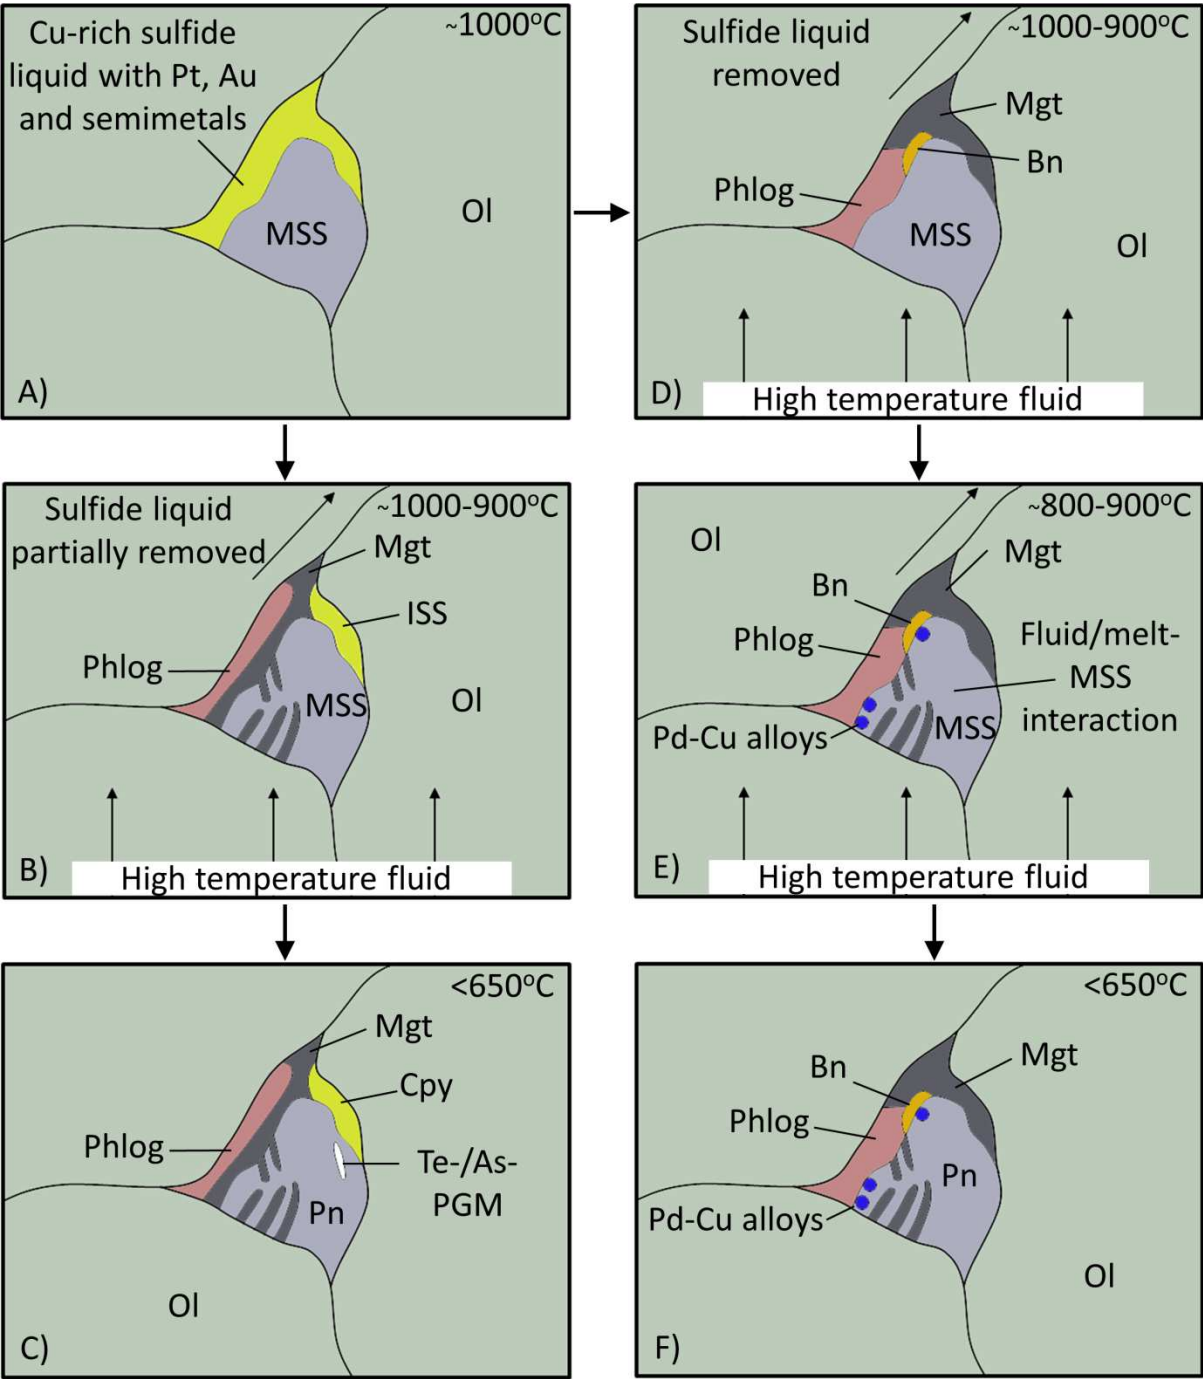 Cu-rich sulfide
liquid with Pt, Au
and semimetals
~1000°C
MSS
Ol
A)
Sulfide liquid
removed
~1000-900°C
Mgt
Bn
Phlog
MSS
Ol
D)
High temperature fluid
Sulfide liquid
partially removed
~1000-900°C
Mgt
ISS
Phlog
MSS
Ol
B)
High temperature fluid
~800-900°C
Ol
Mgt
Bn
Phlog
Fluid/melt-
MSS
interaction
MSS
Pd-Cu alloys
E)
High temperature fluid
<650°C
Mgt
Cpy
Phlog
Te-/As-
PGM
Pn
Ol
C)
<650°C
Mgt
Bn
Phlog
Pn
Pd-Cu alloys
Ol
F)